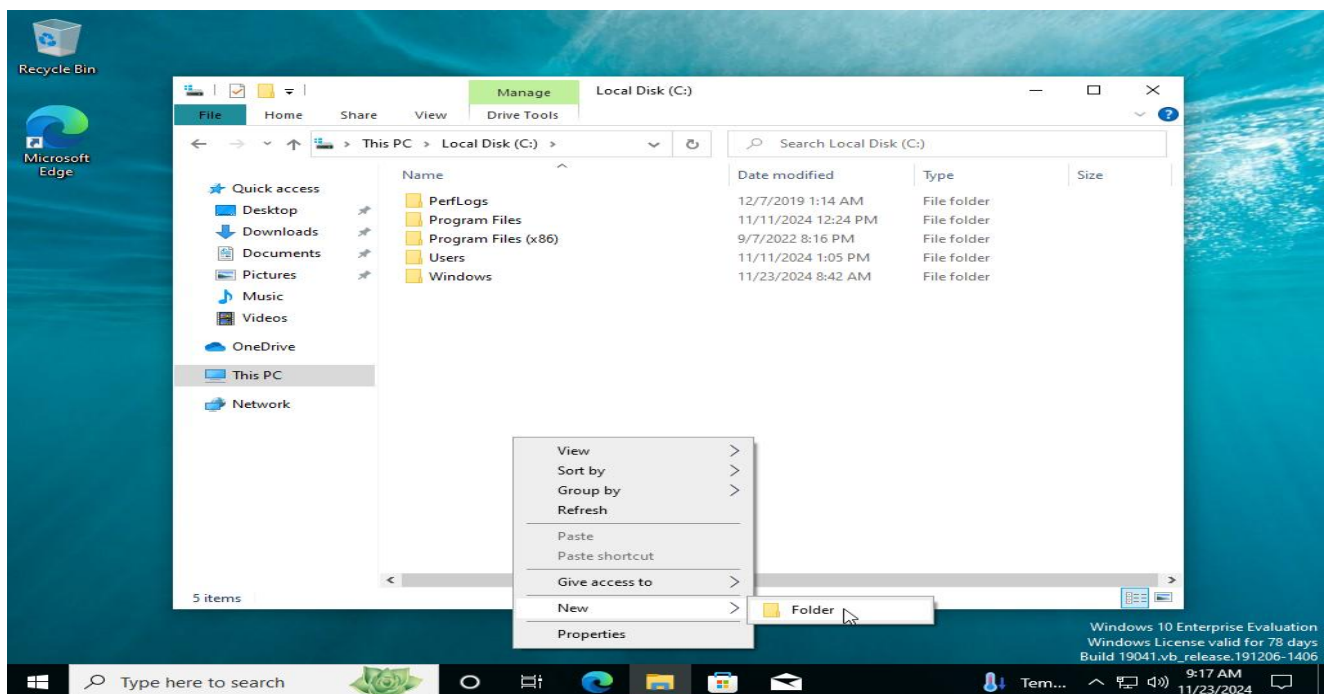 Recycle Bin
Microsoft
Edge
Manage
Local Disk (C:)
File
Home
Share
View
Drive Tools
This PC > Local Disk (C:) >
Search Local Disk (C:)
Name
Date modified
Type
Size
Quick access
Desktop
Downloads
Documents
Pictures
Music
Videos
OneDrive
This PC
Network
PerfLogs 12/7/2019 1:14 AM File folder
Program Files 11/11/2024 12:24 PM File folder
Program Files (x86) 9/7/2022 8:16 PM File folder
Users 11/11/2024 1:05 PM File folder
Windows 11/23/2024 8:42 AM File folder
View
Sort by
Group by
Refresh
Paste
Paste shortcut
Give access to
New
Folder
Properties
5 items
Windows 10 Enterprise Evaluation
Windows License valid for 78 days
Build 19041.vb_release.191206-1406
Type here to search
Tem...
9:17 AM
11/23/2024